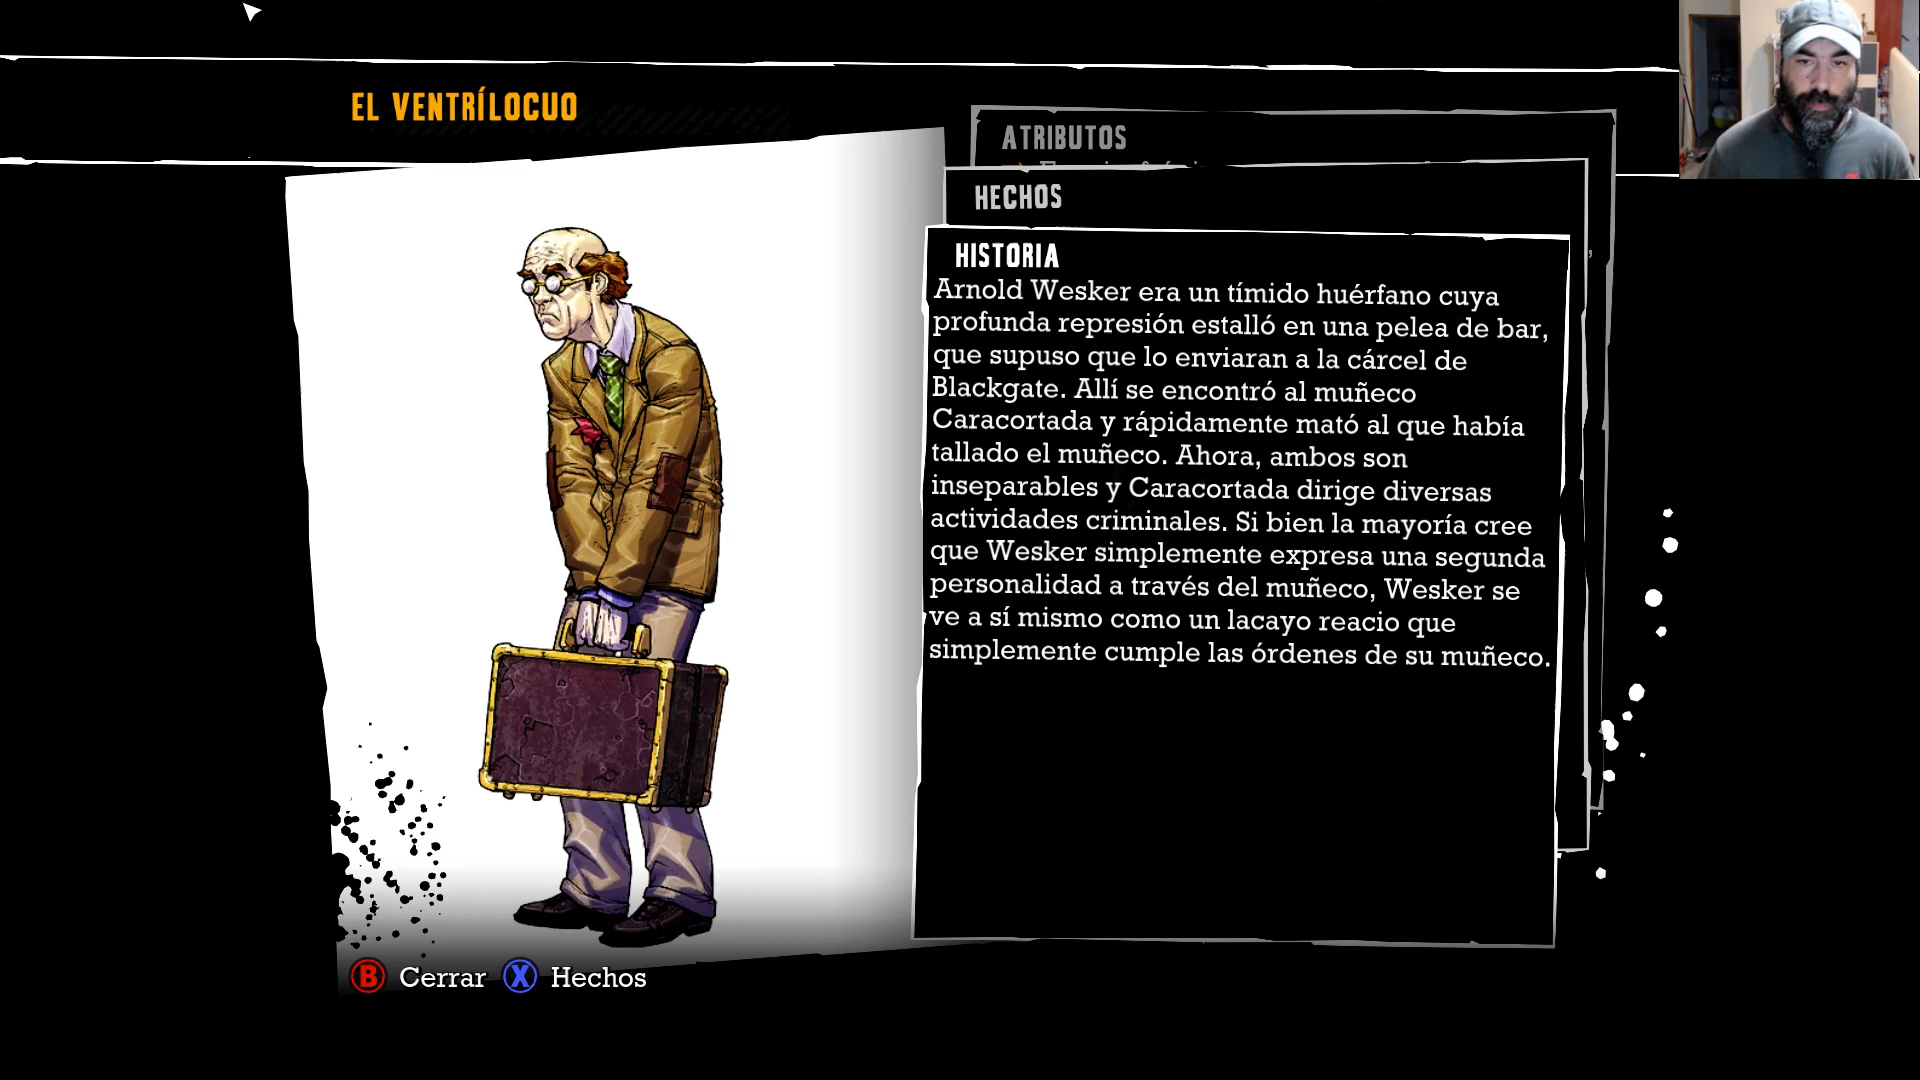 EL VENTRÍLOCUO
ATRIBUTOS
HECHOS
HISTORIA
Arnold Wesker era un tímido huérfano cuya
profunda represión estalló en una pelea de bar,
que supuso que lo enviaran a la cárcel de
Blackgate. Allí se encontró al muñeco
Caracortada y rápidamente mató al que había
tallado el muñeco. Ahora, ambos son
inseparables y Caracortada dirige diversas
actividades criminales. Si bien la mayoría cree
que Wesker simplemente expresa una segunda
personalidad a través del muñeco, Wesker se
ve a sí mismo como un lacayo reacio que
simplemente cumple las órdenes de su muñeco.
B Cerrar X Hechos